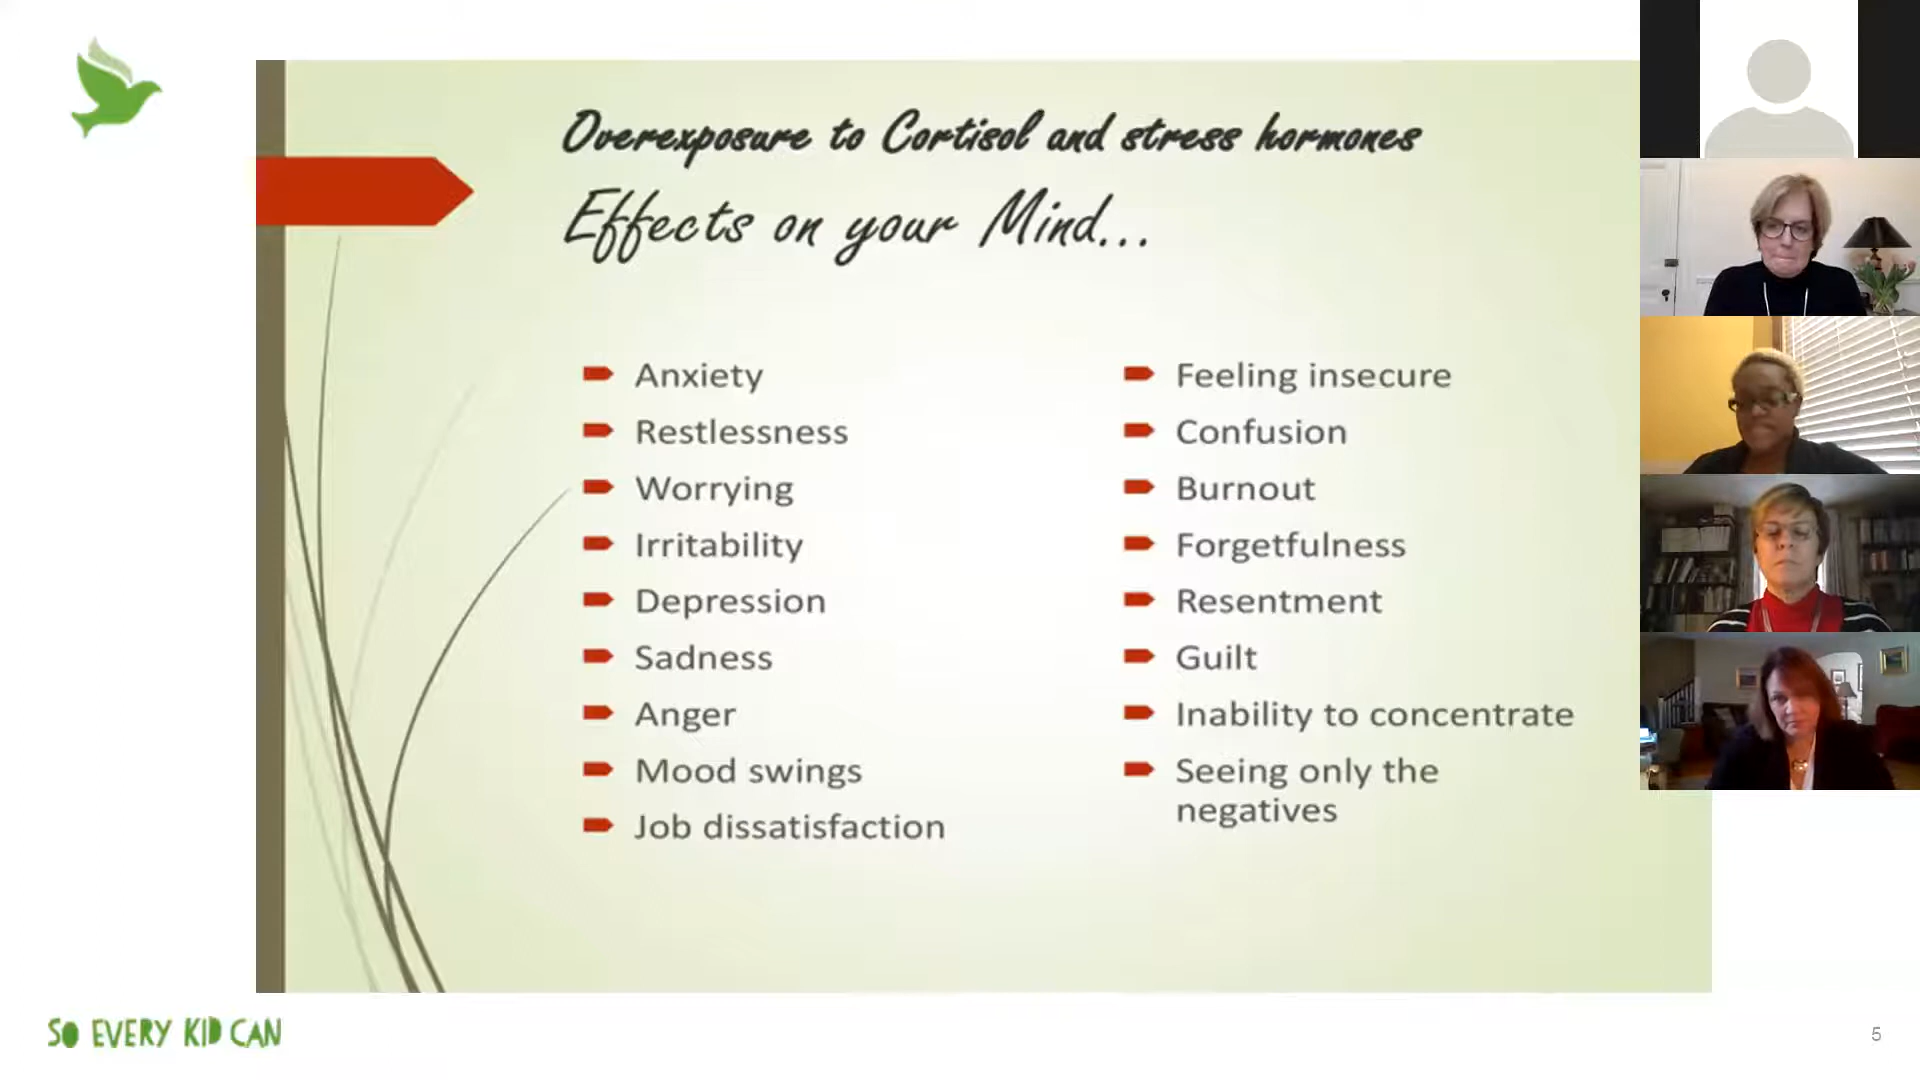 Overexposure to Cortisol and stress hormones
Effects on your Mind...
Anxiety
Restlessness
Worrying
Irritability
Depression
Sadness
Anger
Mood swings
Job dissatisfaction
Feeling insecure
Confusion
Burnout
Forgetfulness
Resentment
Guilt
Inability to concentrate
Seeing only the
negatives
SO EVERY KID CAN
5